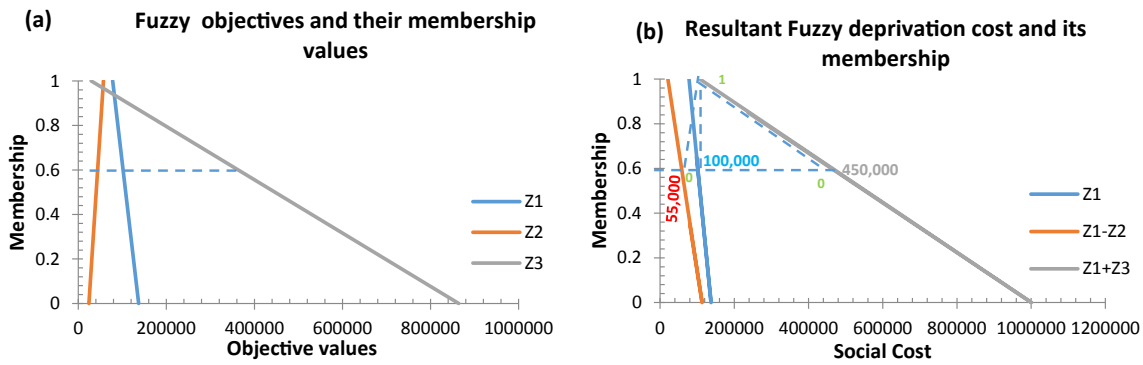 (a)
Fuzzy objectives and their membership
values
1
0.8
0.6
0.4
0.2
0
Membership
0 200000 400000 600000 800000 1000000
Objective values
Z1
Z2
Z3
(b)
Resultant Fuzzy deprivation cost and its
membership
1
0.8
0.6
0.4
0.2
0
Membership
1
100,000
450,000
0
0
55,000
0 200000 400000 600000 800000 1000000 1200000
Social Cost
Z1
Z1-Z2
Z1+Z3